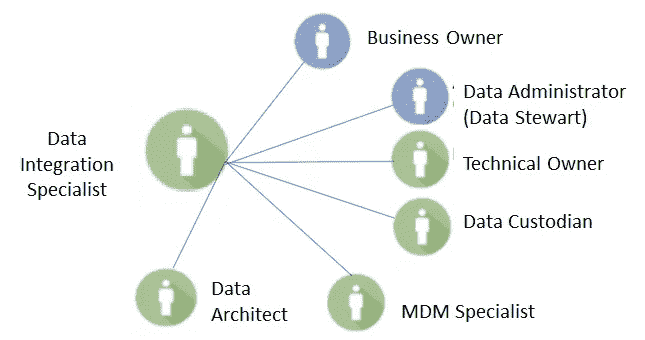 Business Owner
Data Administrator
(Data Stewart)
Data
Integration
Specialist
Technical Owner
Data Custodian
Data
Architect
MDM Specialist